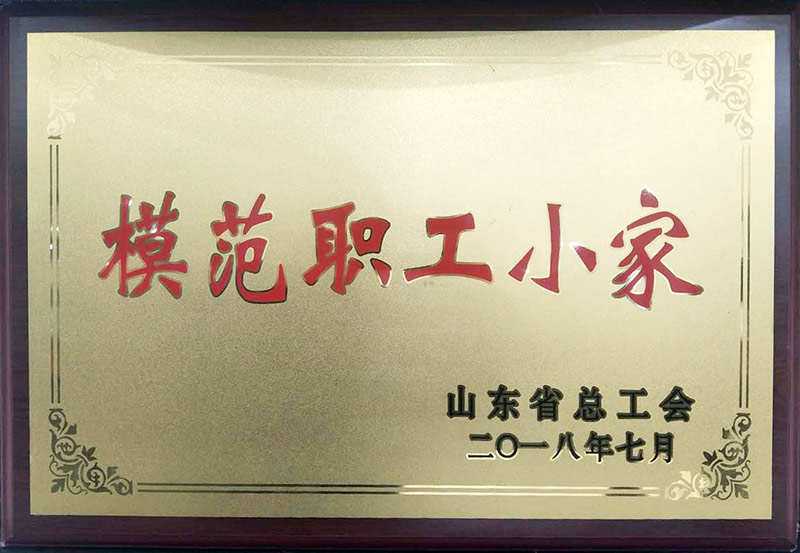 模范职工小家
山东省总工会
二〇一八年七月